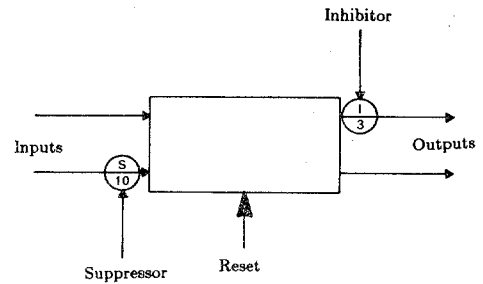 Inhibitor
I
3
Inputs
Outputs
S
10
Suppressor
Reset